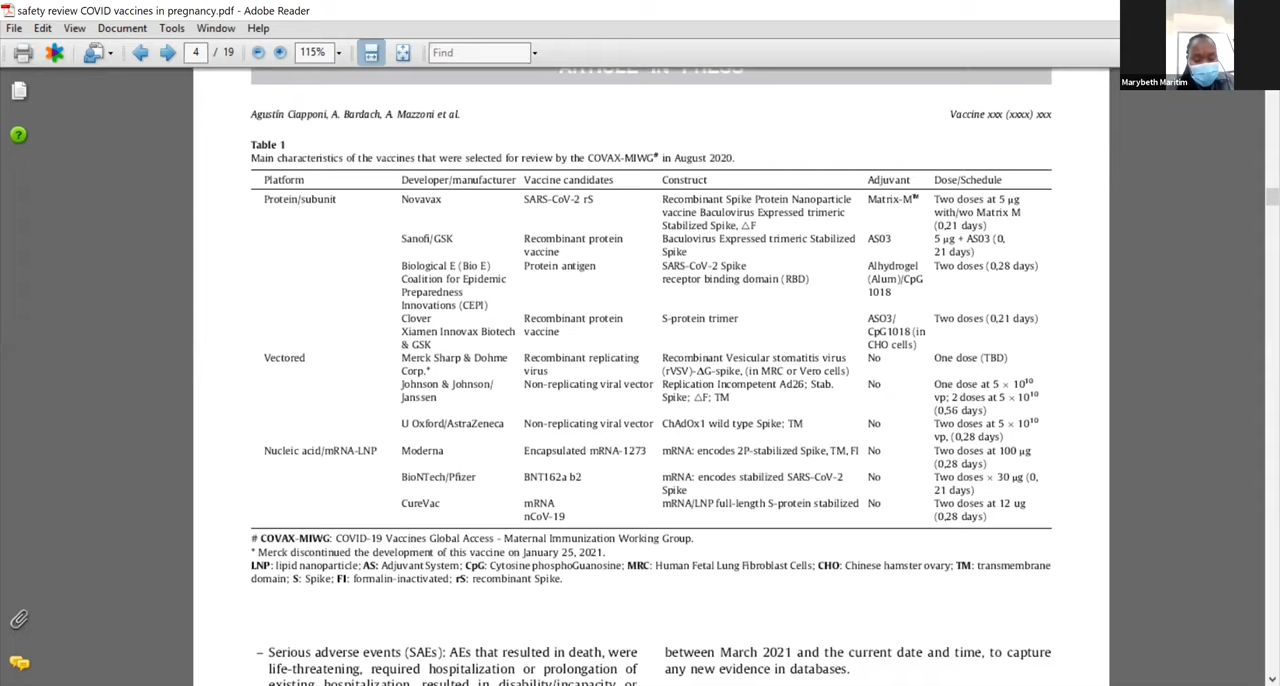 safety review COVID vaccines in pregnancy.pdf - Adobe Reader
File Edit View Document Tools Window Help
4 / 19 115% Find
Marybeth Maritim
ARTICLE IN PRESS
Agustín Ciapponi, A. Bardach, A. Mazzoni et al. Vaccine xxx (xxxx) xxx
Table 1
Main characteristics of the vaccines that were selected for review by the COVAX-MIWG# in August 2020.
Platform Developer/manufacturer Vaccine candidates Construct Adjuvant Dose/Schedule
Protein/subunit Novavax SARS-CoV-2 rS Recombinant Spike Protein Nanoparticle Matrix-M™ Two doses at 5 µg
vaccine Baculovirus Expressed trimeric with/wo Matrix M
Stabilized Spike, △F (0,21 days)
Sanofi/GSK Recombinant protein Baculovirus Expressed trimeric Stabilized AS03 5 µg + AS03 (0,
vaccine Spike 21 days)
Biological E (Bio E) Protein antigen SARS-CoV-2 Spike Alhydrogel Two doses (0,28 days)
Coalition for Epidemic receptor binding domain (RBD) (Alum)/CpG
Preparedness 1018
Innovations (CEPI)
Clover Recombinant protein S-protein trimer ASO3/ Two doses (0,21 days)
Xiamen Innovax Biotech vaccine CpG1018 (in
& GSK CHO cells)
Vectored Merck Sharp & Dohme Recombinant replicating Recombinant Vesicular stomatitis virus No One dose (TBD)
Corp.* virus (rVSV)-ΔG-spike, (in MRC or Vero cells)
Johnson & Johnson/ Non-replicating viral vector Replication Incompetent Ad26; Stab. No One dose at 5 × 10¹⁰
Janssen Spike; △F; TM vp; 2 doses at 5 × 10¹⁰
(0,56 days)
U Oxford/AstraZeneca Non-replicating viral vector ChAdOx1 wild type Spike; TM No Two doses at 5 × 10¹⁰
vp, (0,28 days)
Nucleic acid/mRNA-LNP Moderna Encapsulated mRNA-1273 mRNA: encodes 2P-stabilized Spike, TM, FI No Two doses at 100 µg
(0,28 days)
BioNTech/Pfizer BNT162a b2 mRNA: encodes stabilized SARS-CoV-2 No Two doses × 30 µg (0,
Spike 21 days)
CureVac mRNA mRNA/LNP full-length S-protein stabilized No Two doses at 12 ug
nCoV-19 (0,28 days)
# COVAX-MIWG: COVID-19 Vaccines Global Access - Maternal Immunization Working Group.
* Merck discontinued the development of this vaccine on January 25, 2021.
LNP: lipid nanoparticle; AS: Adjuvant System; CpG: Cytosine phosphoGuanosine; MRC: Human Fetal Lung Fibroblast Cells; CHO: Chinese hamster ovary; TM: transmembrane
domain; S: Spike; FI: formalin-inactivated; rS: recombinant Spike.
– Serious adverse events (SAEs): AEs that resulted in death, were
life-threatening, required hospitalization or prolongation of
existing hospitalization, resulted in disability/incapacity or
between March 2021 and the current date and time, to capture
any new evidence in databases.